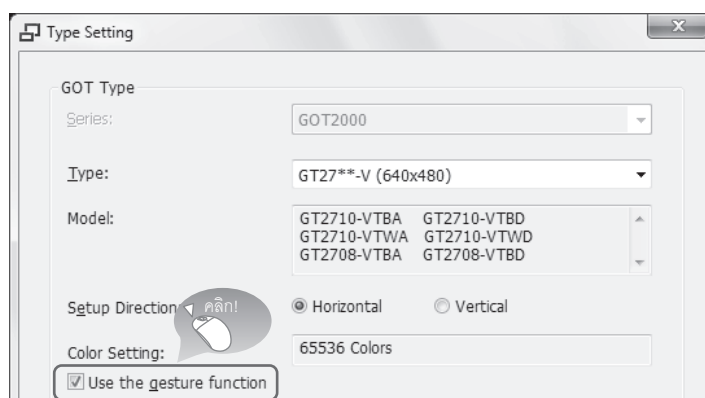 Type Setting
GOT Type
Series: GOT2000
Type: GT27**-V (640x480)
Model: GT2710-VTBA GT2710-VTBD
GT2710-VTWA GT2710-VTWD
GT2708-VTBA GT2708-VTBD
Setup Direction Horizontal Vertical
คลิก!
Color Setting: 65536 Colors
Use the gesture function